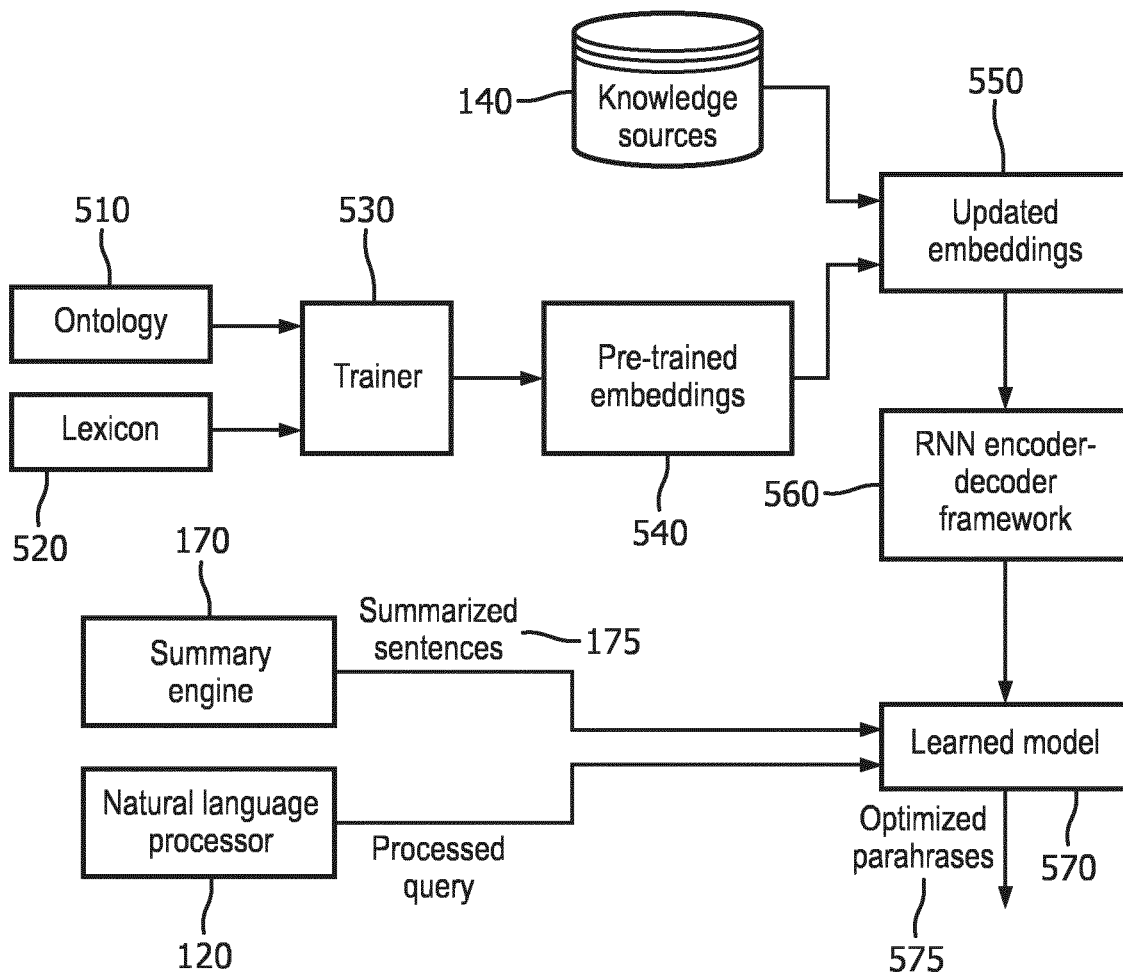 140
Knowledge
sources
550
Updated
embeddings
510
530
Ontology
Trainer
Pre-trained
embeddings
Lexicon
520
540
RNN encoder-
decoder
framework
560
170
Summary
engine
Summarized
sentences
175
Learned model
Natural language
processor
Processed
query
Optimized
parahrases
570
120
575